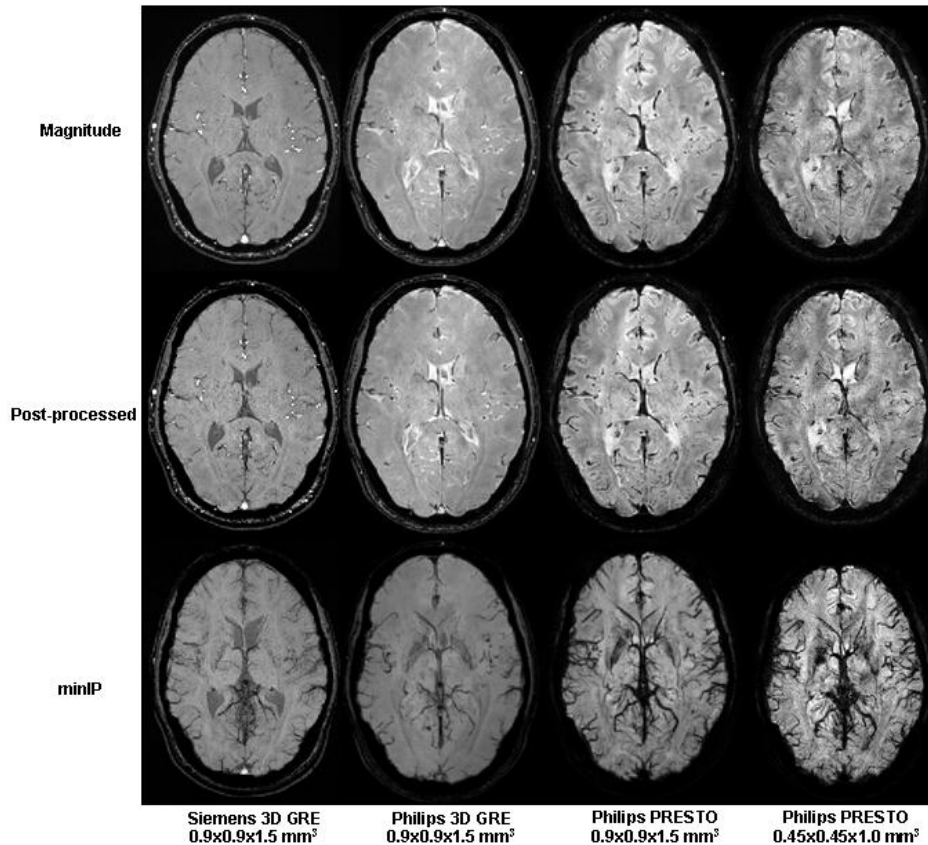 Magnitude
Post-processed
minIP
Siemens 3D GRE
0.9x0.9x1.5 mm³
Philips 3D GRE
0.9x0.9x1.5 mm³
Philips PRESTO
0.9x0.9x1.5 mm³
Philips PRESTO
0.45x0.45x1.0 mm³